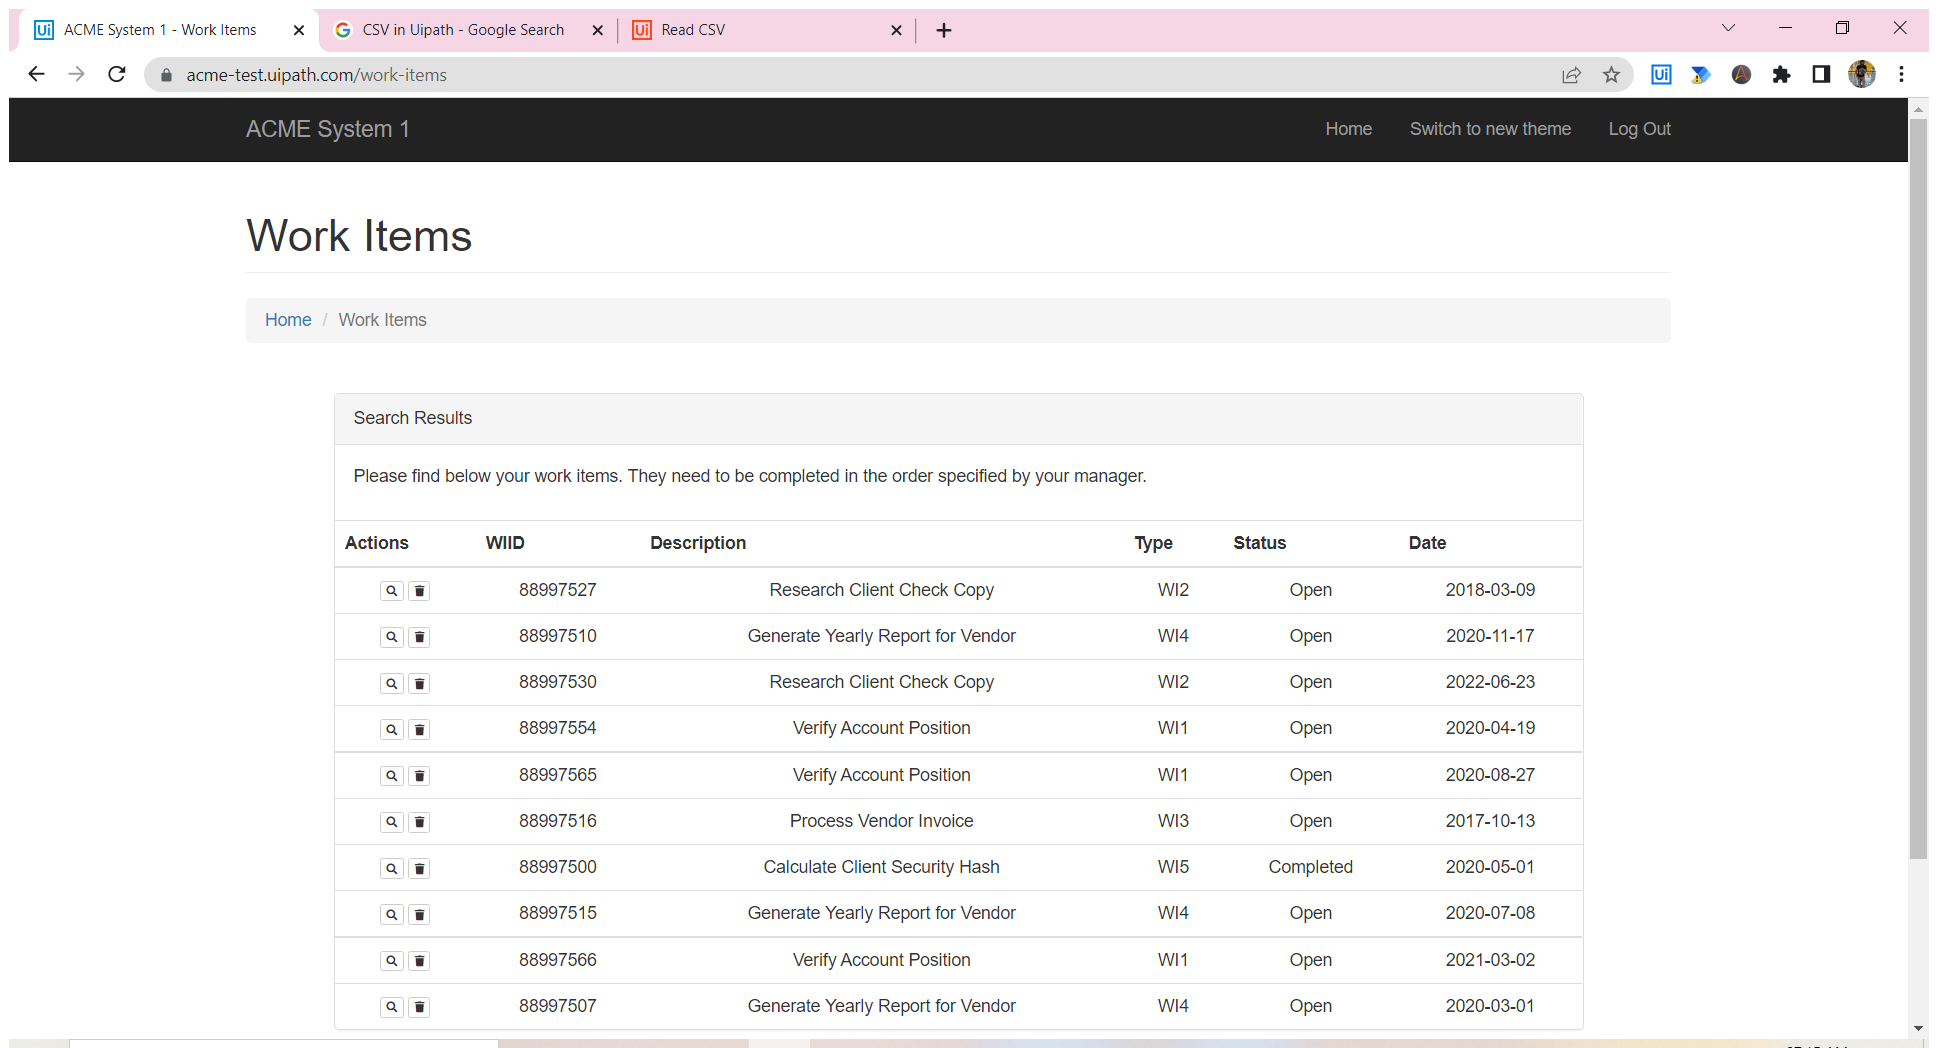 Ui ACME System 1 - Work Items CSV in Uipath - Google Search Ui Read CSV
acme-test.uipath.com/work-items Ui
ACME System 1 Home Switch to new theme Log Out
Work Items
Home / Work Items
Search Results
Please find below your work items. They need to be completed in the order specified by your manager.
Actions WIID Description Type Status Date
88997527 Research Client Check Copy WI2 Open 2018-03-09
88997510 Generate Yearly Report for Vendor WI4 Open 2020-11-17
88997530 Research Client Check Copy WI2 Open 2022-06-23
88997554 Verify Account Position WI1 Open 2020-04-19
88997565 Verify Account Position WI1 Open 2020-08-27
88997516 Process Vendor Invoice WI3 Open 2017-10-13
88997500 Calculate Client Security Hash WI5 Completed 2020-05-01
88997515 Generate Yearly Report for Vendor WI4 Open 2020-07-08
88997566 Verify Account Position WI1 Open 2021-03-02
88997507 Generate Yearly Report for Vendor WI4 Open 2020-03-01